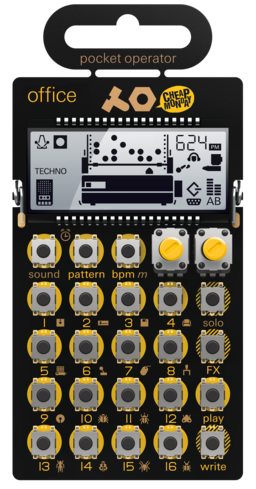 pocket operator
office
CHEAP MONDAY
TECHNO
624 PM
AB
sound pattern bpm m
1 2 3 4 solo
5 6 7 8 FX
9 10 11 12 play
13 14 15 16 write